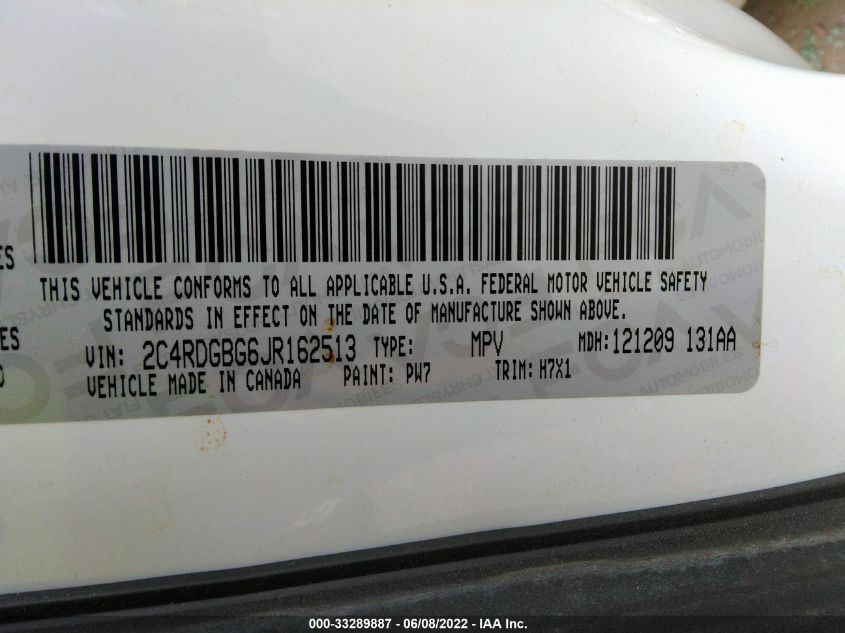 ES
THIS VEHICLE CONFORMS TO ALL APPLICABLE U.S.A. FEDERAL MOTOR VEHICLE SAFETY
STANDARDS IN EFFECT ON THE DATE OF MANUFACTURE SHOWN ABOVE.
ES
VIN: 2C4RDGBG6JR162513 TYPE: MPV MDH: 121209 131AA
VEHICLE MADE IN CANADA PAINT: PW7 TRIM: H7X1
000-33289887 - 06/08/2022 - IAA Inc.